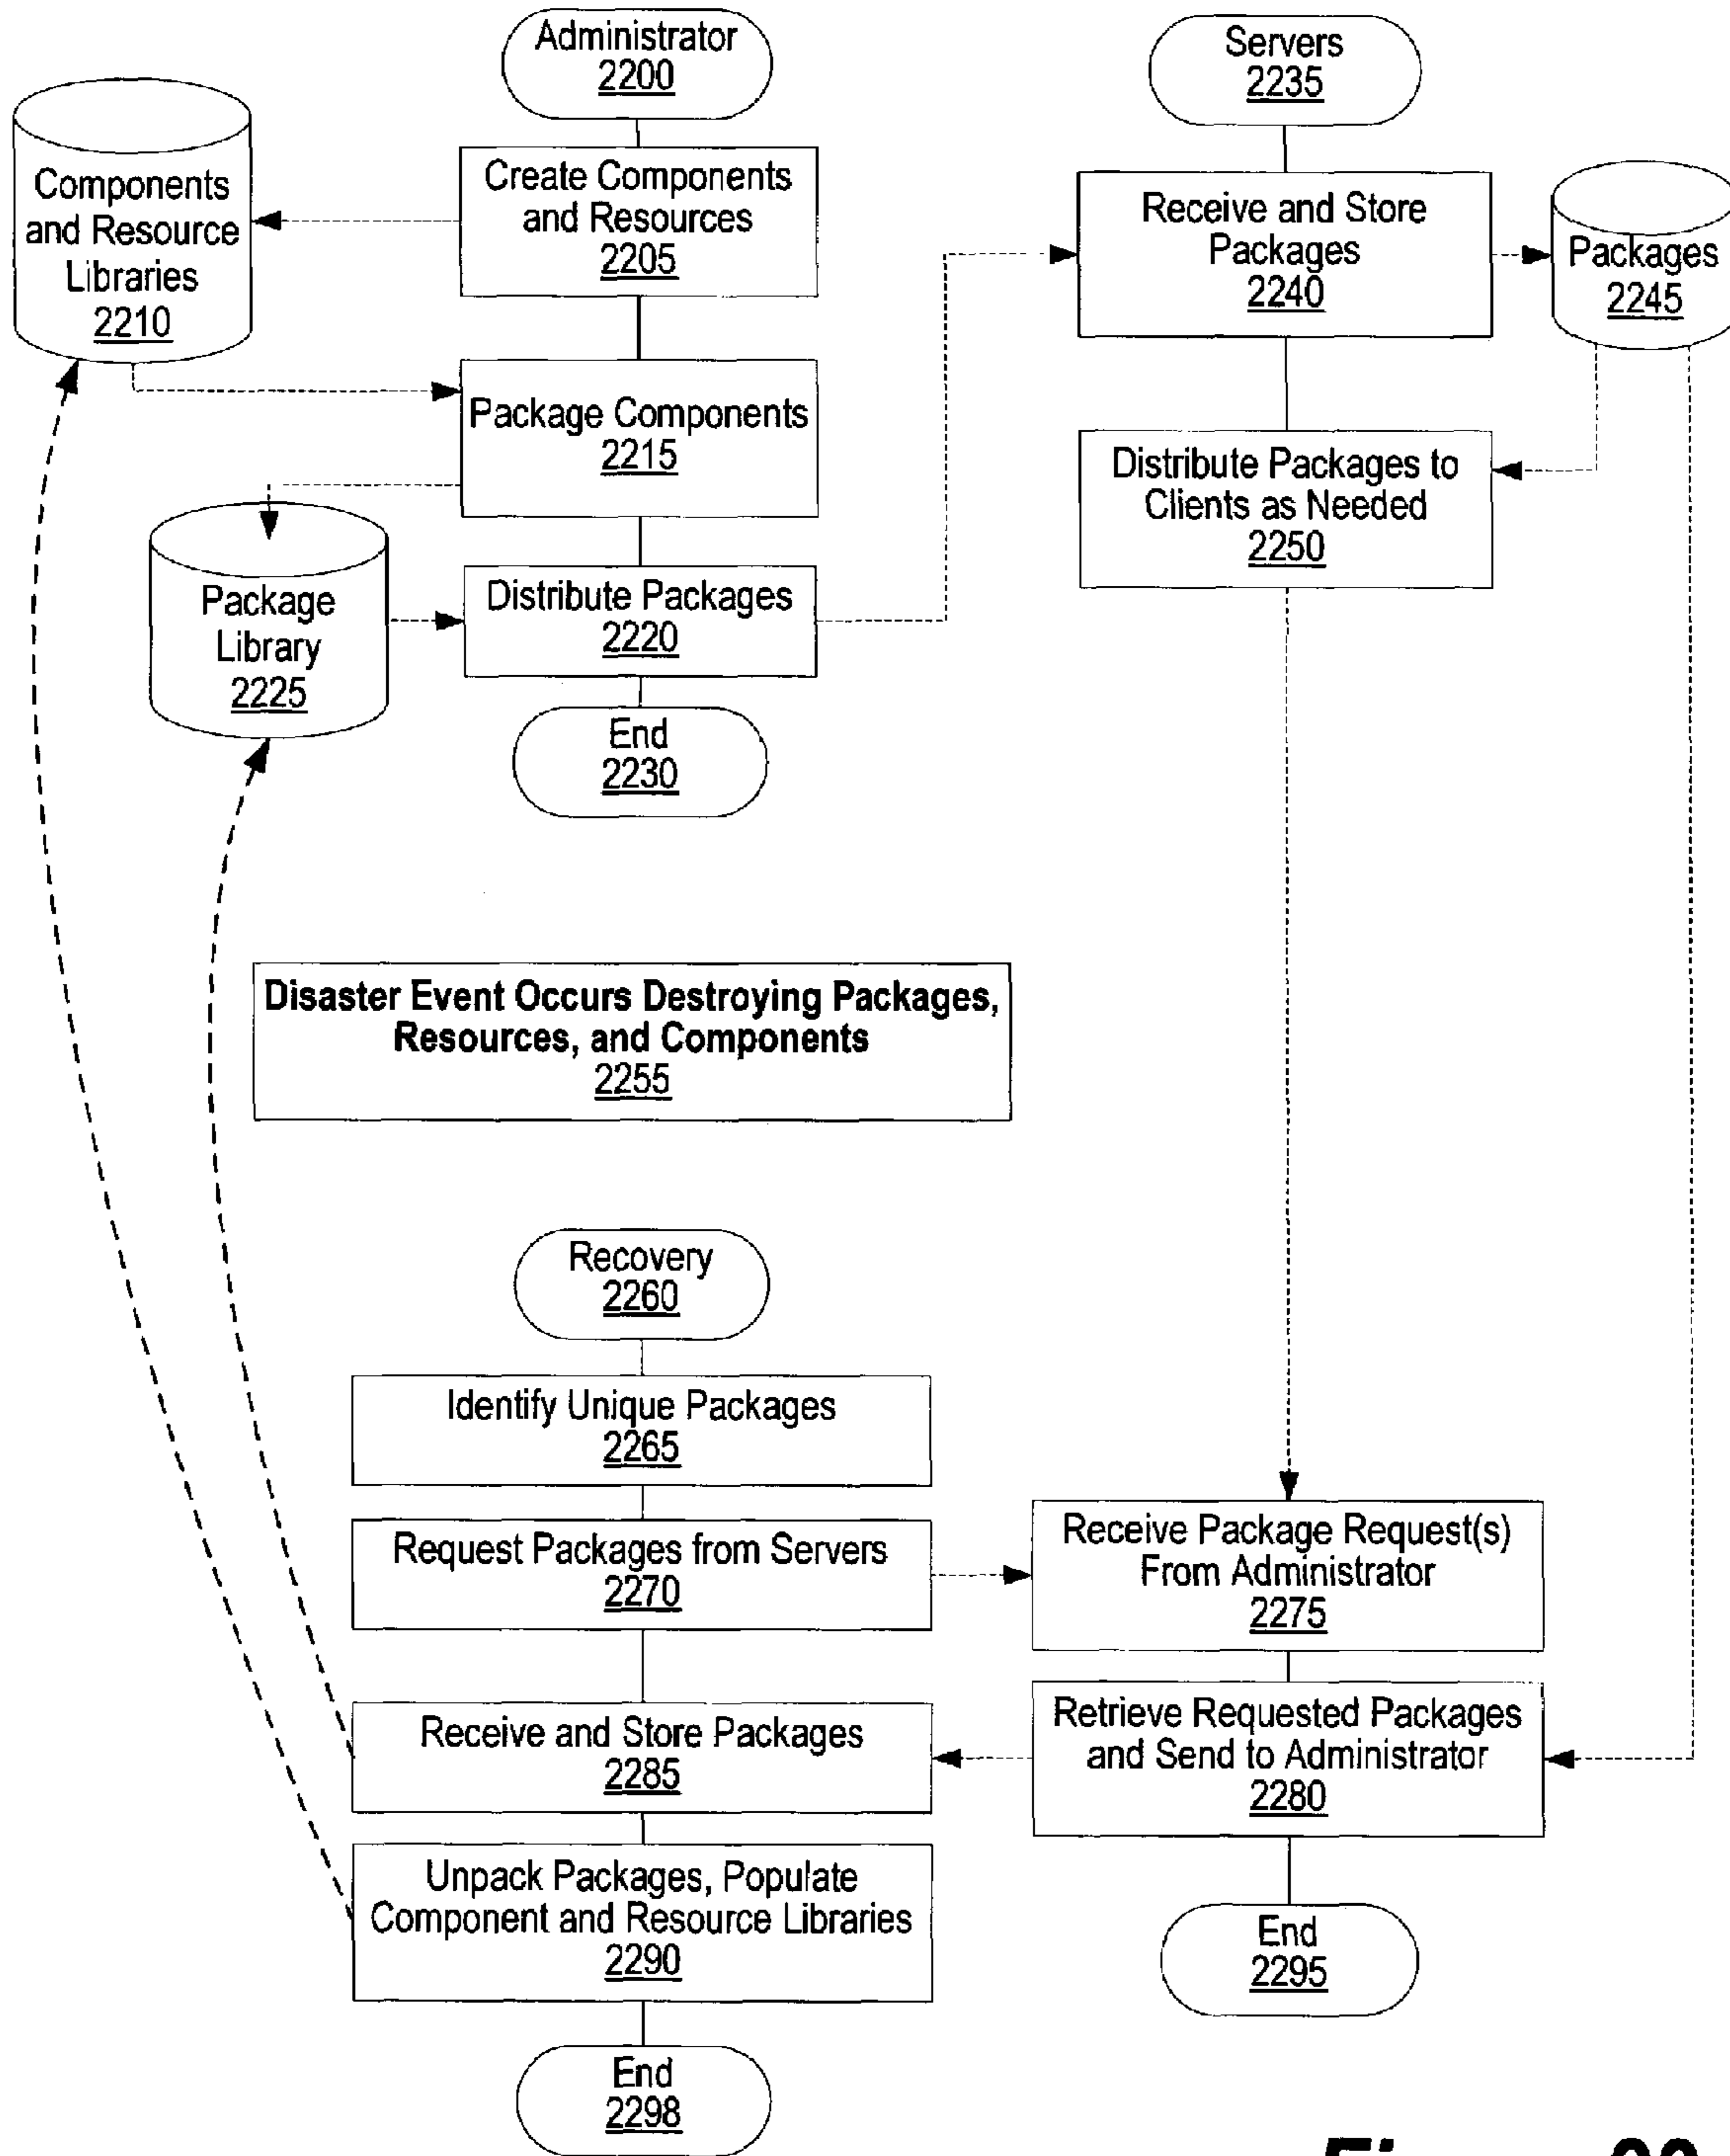 Administrator
2200
Servers
2235
Components
and Resource
Libraries
2210
Create Components
and Resources
2205
Receive and Store
Packages
2240
Packages
2245
Package Components
2215
Distribute Packages to
Clients as Needed
2250
Package
Library
2225
Distribute Packages
2220
End
2230
Disaster Event Occurs Destroying Packages,
Resources, and Components
2255
Recovery
2260
Identify Unique Packages
2265
Request Packages from Servers
2270
Receive Package Request(s)
From Administrator
2275
Receive and Store Packages
2285
Retrieve Requested Packages
and Send to Administrator
2280
Unpack Packages, Populate
Component and Resource Libraries
2290
End
2295
End
2298